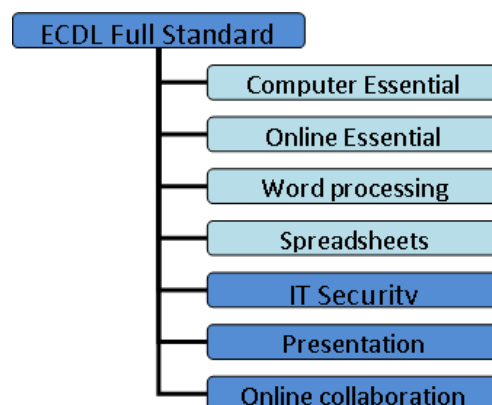 ECDL Full Standard
Computer Essential
Online Essential
Word processing
Spreadsheets
IT Security
Presentation
Online collaboration